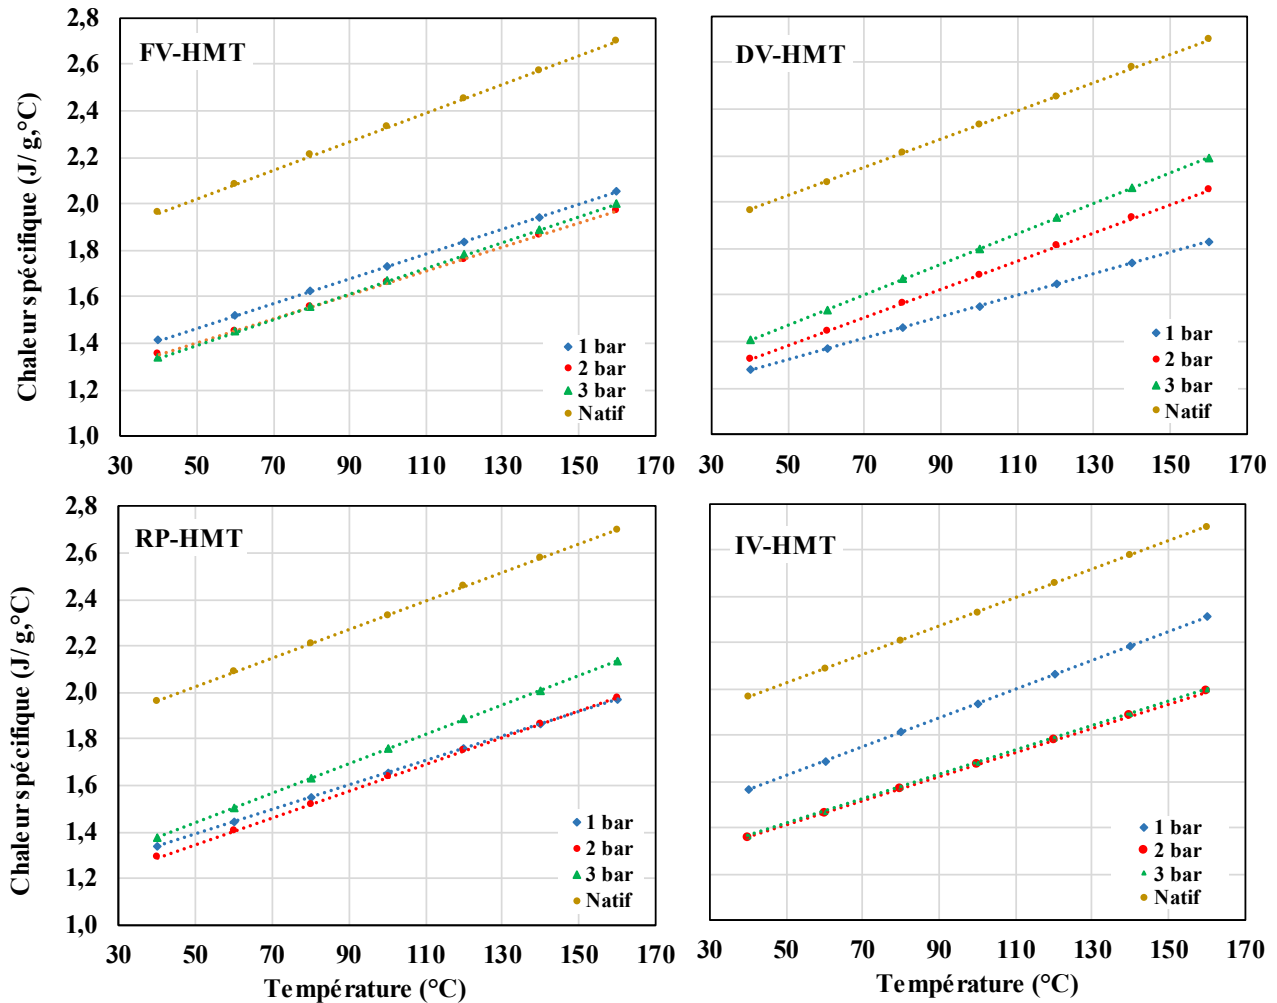 2,8
2,6
2,4
2,2
2,0
1,8
1,6
1,4
1,2
1,0
Chaleur spécifique (J/g,°C)
FV-HMT
1 bar
2 bar
3 bar
Natif
30 50 70 90 110 130 150 170
DV-HMT
1 bar
2 bar
3 bar
Natif
30 50 70 90 110 130 150 170
2,8
2,6
2,4
2,2
2,0
1,8
1,6
1,4
1,2
1,0
Chaleur spécifique (J/g,°C)
RP-HMT
1 bar
2 bar
3 bar
Natif
30 50 70 90 110 130 150 170
Température (°C)
IV-HMT
1 bar
2 bar
3 bar
Natif
30 50 70 90 110 130 150 170
Température (°C)